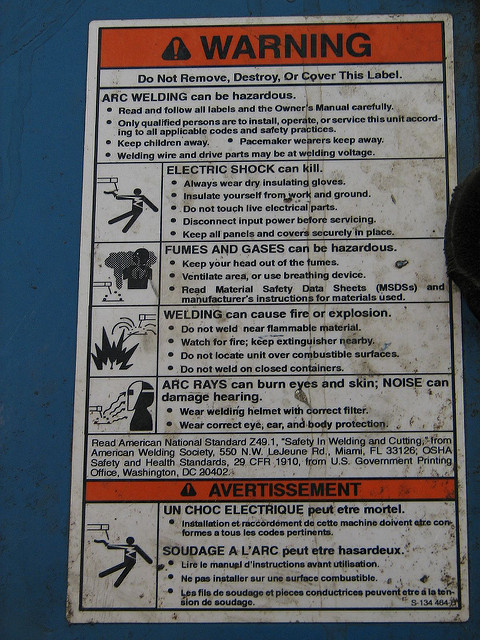 WARNING
Do Not Remove, Destroy, Or Cover This Label.
ARC WELDING can be hazardous.
• Read and follow all labels and the Owner's Manual carefully.
• Only qualified persons are to install, operate, or service this unit accord-
ing to all applicable codes and safety practices.
• Keep children away. • Pacemaker wearers keep away.
• Welding wire and drive parts may be at welding voltage.
ELECTRIC SHOCK can kill.
• Always wear dry insulating gloves.
• Insulate yourself from work and ground.
• Do not touch live electrical parts.
• Disconnect input power before servicing.
• Keep all panels and covers securely in place.
FUMES AND GASES can be hazardous.
• Keep your head out of the fumes.
• Ventilate area, or use breathing device.
• Read Material Safety Data Sheets (MSDSs) and
manufacturer's instructions for materials used.
WELDING can cause fire or explosion.
• Do not weld near flammable material.
• Watch for fire; keep extinguisher nearby.
• Do not locate unit over combustible surfaces.
• Do not weld on closed containers.
ARC RAYS can burn eyes and skin; NOISE can
damage hearing.
• Wear welding helmet with correct filter.
• Wear correct eye, ear, and body protection.
Read American National Standard Z49.1, "Safety In Welding and Cutting," from
American Welding Society, 550 N.W. LeJeune Rd., Miami, FL 33126; OSHA
Safety and Health Standards, 29 CFR 1910, from U.S. Government Printing
Office, Washington, DC 20402.
AVERTISSEMENT
UN CHOC ELECTRIQUE peut etre mortel.
• Installation et raccordement de cette machine doivent etre con-
formes a tous les codes pertinents.
SOUDAGE A L'ARC peut etre hasardeux.
• Lire le manuel d'instructions avant utilisation.
• Ne pas installer sur une surface combustible.
• Les fils de soudage et pieces conductrices peuvent etre a la ten-
sion de soudage.